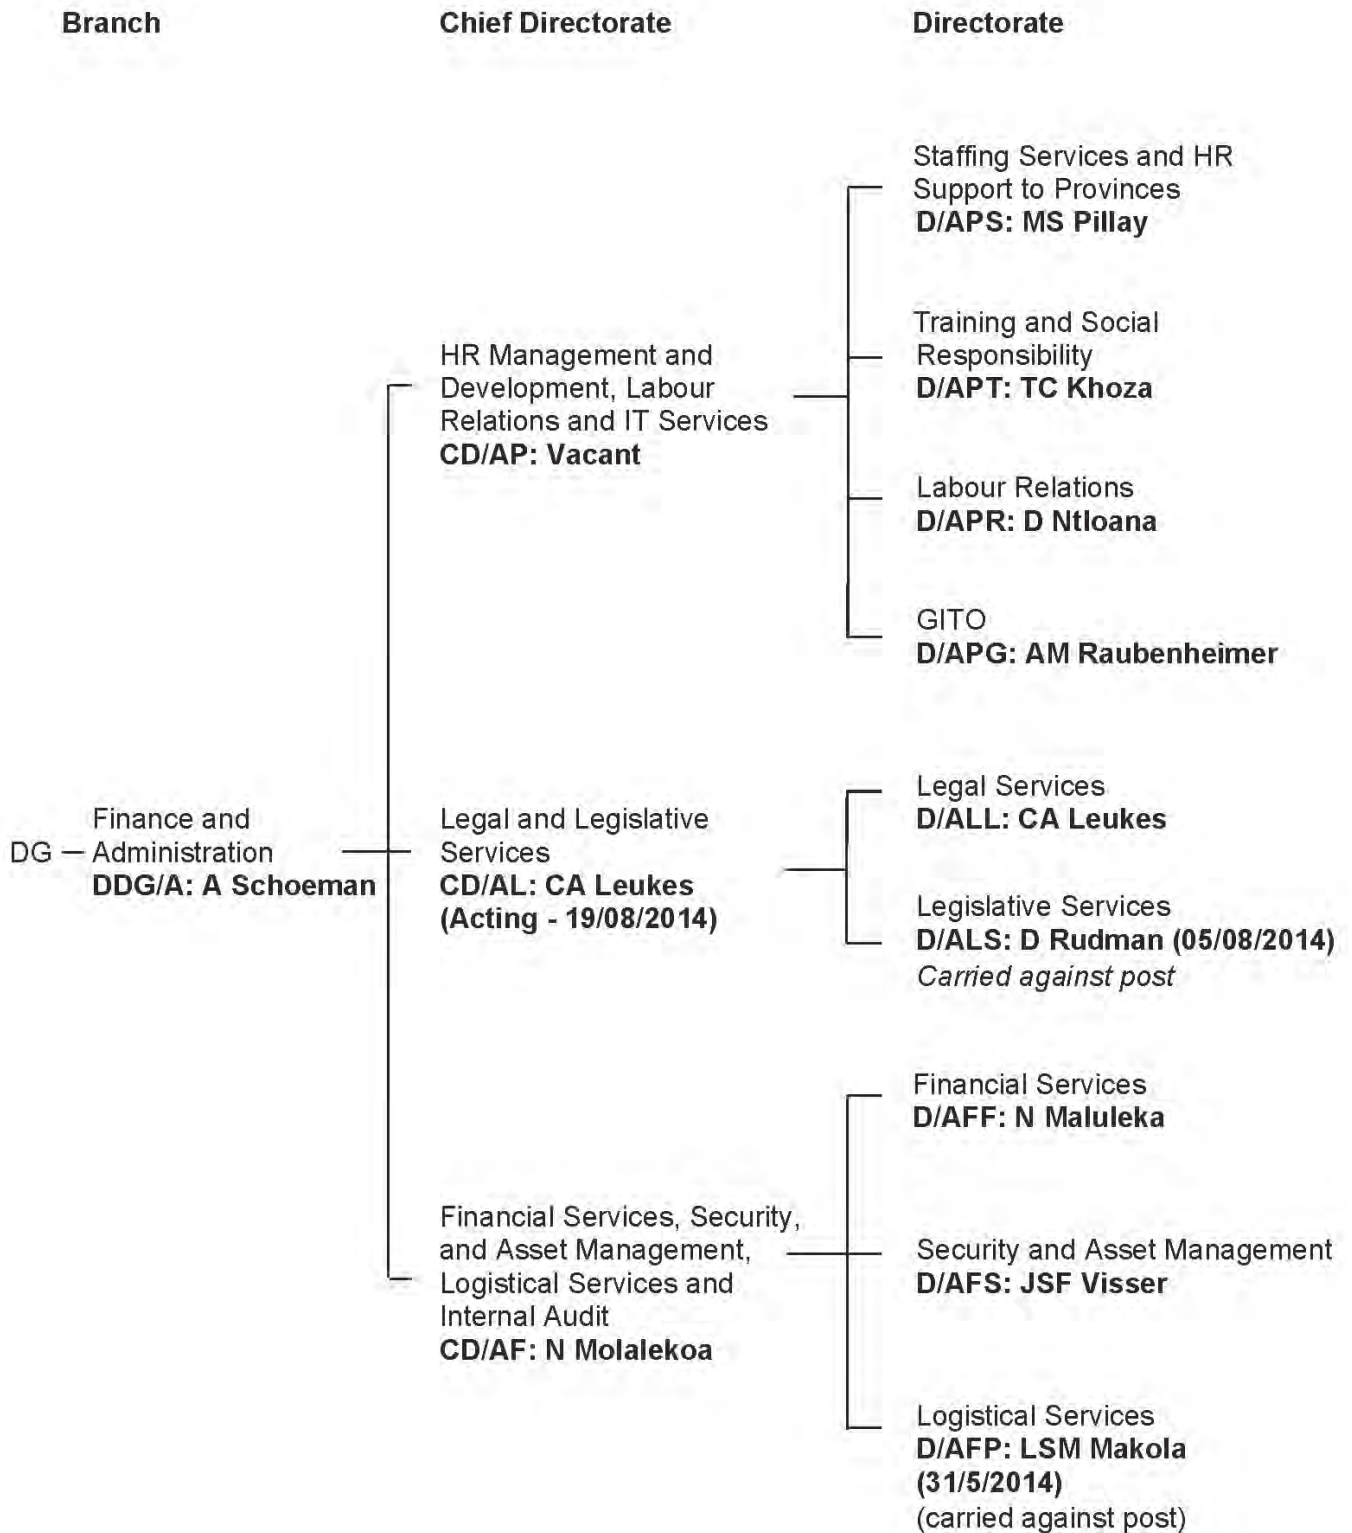 Branch
Chief Directorate
Directorate
Staffing Services and HR
Support to Provinces
D/APS: MS Pillay
Training and Social
Responsibility
D/APT: TC Khoza
HR Management and
Development, Labour
Relations and IT Services
CD/AP: Vacant
Labour Relations
D/APR: D Ntloana
GITO
D/APG: AM Raubenheimer
DG
Finance and
Administration
DDG/A: A Schoeman
Legal and Legislative
Services
CD/AL: CA Leukes
(Acting - 19/08/2014)
Legal Services
D/ALL: CA Leukes
Legislative Services
D/ALS: D Rudman (05/08/2014)
Carried against post
Financial Services
D/AFF: N Maluleka
Financial Services, Security,
and Asset Management,
Logistical Services and
Internal Audit
CD/AF: N Molalekoa
Security and Asset Management
D/AFS: JSF Visser
Logistical Services
D/AFP: LSM Makola
(31/5/2014)
(carried against post)